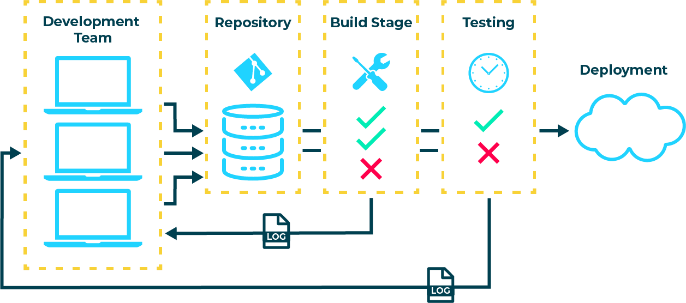 Development
Team
Repository
Build Stage
Testing
Deployment
LOG
LOG